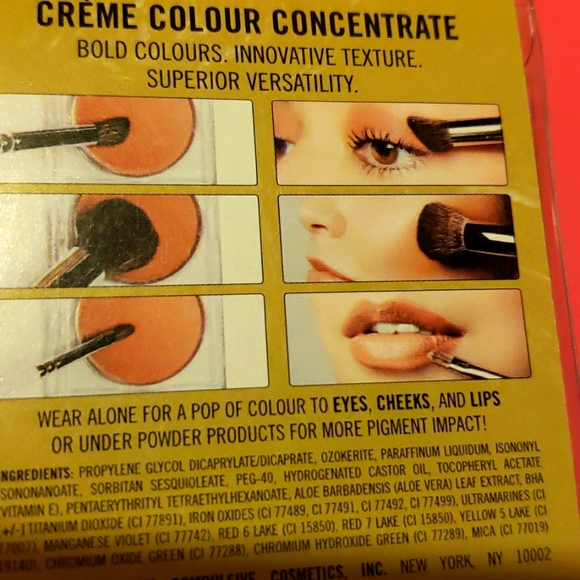 CRÈME COLOUR CONCENTRATE
BOLD COLOURS. INNOVATIVE TEXTURE.
SUPERIOR VERSATILITY.
WEAR ALONE FOR A POP OF COLOUR TO EYES, CHEEKS, AND LIPS
OR UNDER POWDER PRODUCTS FOR MORE PIGMENT IMPACT!
INGREDIENTS: PROPYLENE GLYCOL DICAPRYLATE/DICAPRATE, OZOKERITE, PARAFFINUM LIQUIDUM, ISONONYL
ISONONANOATE, SORBITAN SESQUIOLEATE, PEG-40, HYDROGENATED CASTOR OIL, TOCOPHERYL ACETATE
(VITAMIN E), PENTAERYTHRITYL TETRAETHYLHEXANOATE, ALOE BARBADENSIS (ALOE VERA) LEAF EXTRACT, BHA
[+/-] TITANIUM DIOXIDE (CI 77891), IRON OXIDES (CI 77489, CI 77491, CI 77492, CI 77499), ULTRAMARINES (CI
77007), MANGANESE VIOLET (CI 77742), RED 6 LAKE (CI 15850), RED 7 LAKE (CI 15850), YELLOW 5 LAKE (CI
19140), CHROMIUM OXIDE GREEN (CI 77288), CHROMIUM HYDROXIDE GREEN (CI 77289), MICA (CI 77019)
COSMETICS, INC. NEW YORK, NY 10002